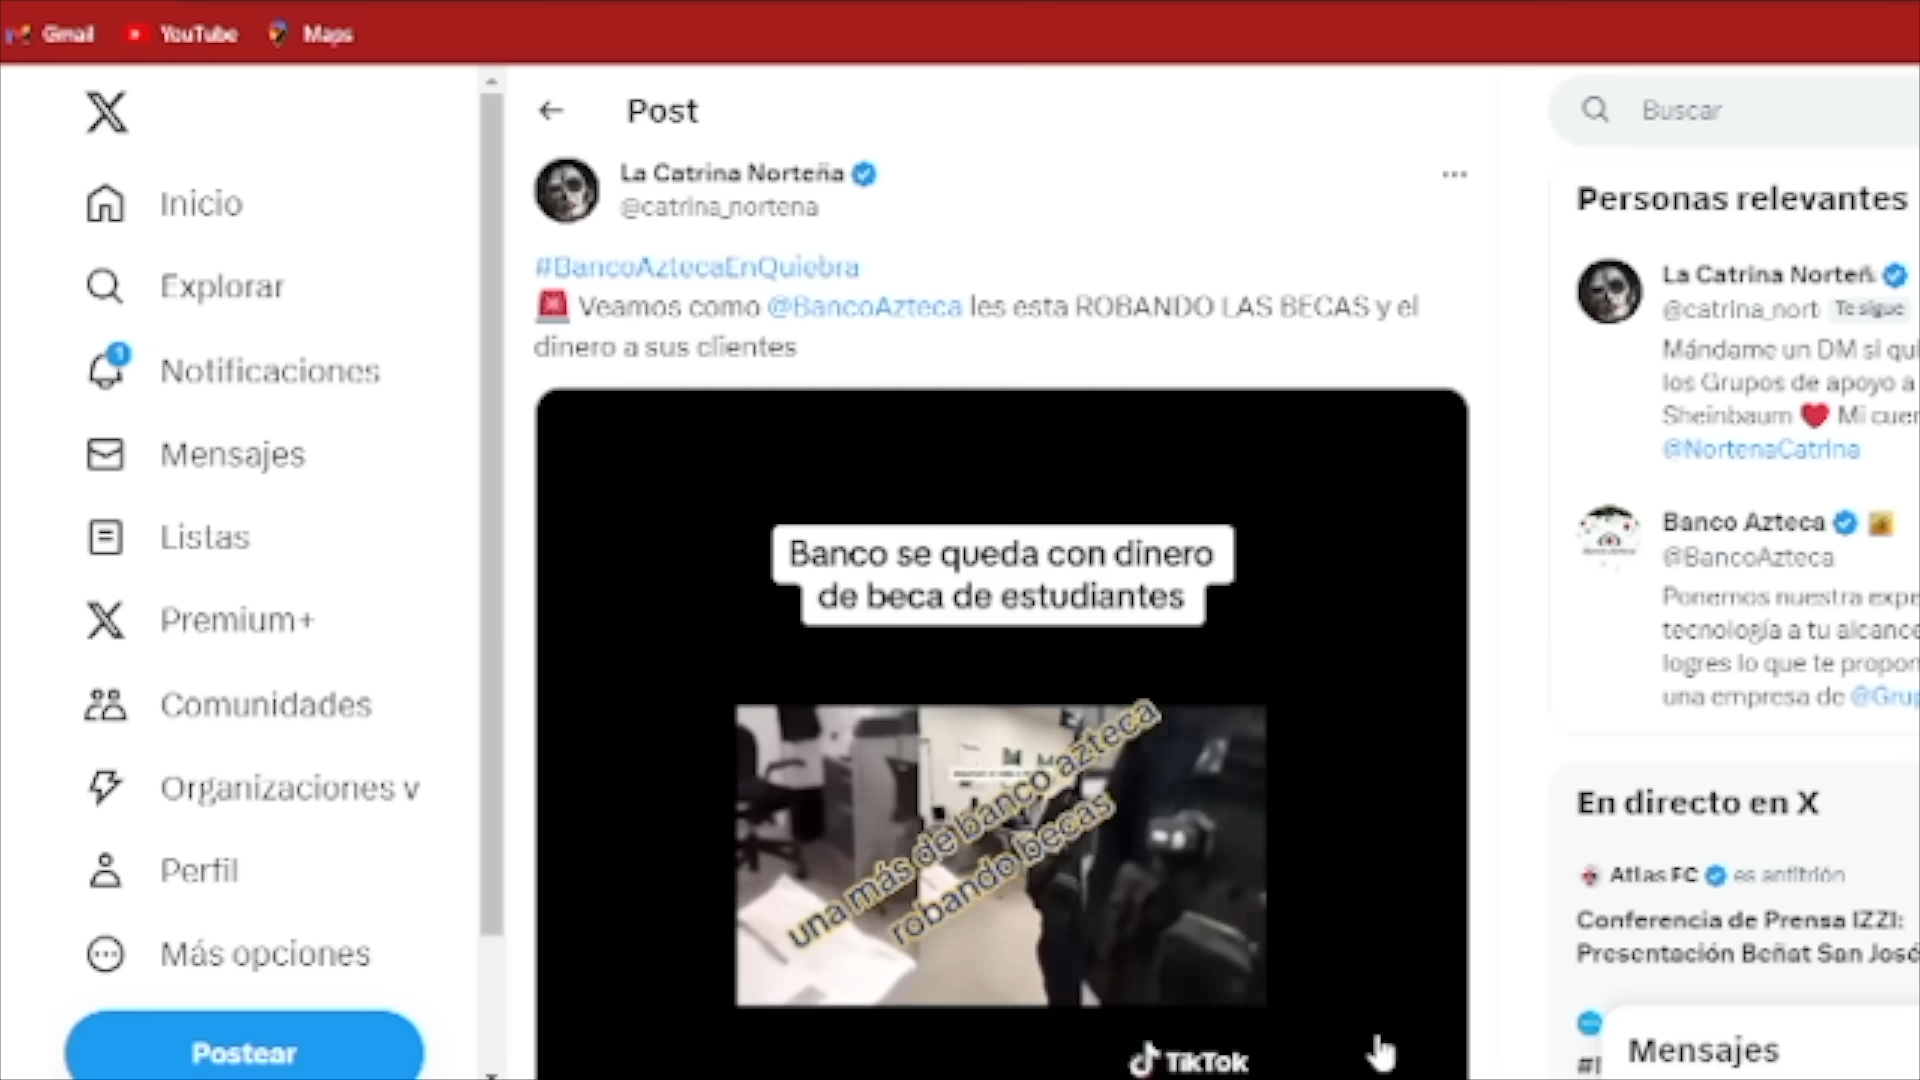 Gmail
YouTube
Maps
Inicio
Explorar
1
Notificaciones
Mensajes
Listas
Premium+
Comunidades
Organizaciones v
Perfil
Más opciones
Postear
Post
La Catrina Norteña
@catrina_nortena
#BancoAztecaEnQuiebra
Veamos como @BancoAzteca les esta ROBANDO LAS BECAS y el
dinero a sus clientes
Banco se queda con dinero
de beca de estudiantes
una más de banco azteca
robando becas
TikTok
Buscar
Personas relevantes
La Catrina Norteñ
@catrina_nort Te sigue
Mándame un DM si qui
los Grupos de apoyo a
Sheinbaum Mi cuer
@NortenaCatrina
Banco Azteca
@BancoAzteca
Ponemos nuestra expe
tecnología a tu alcance
logres lo que te propon
una empresa de @Grup
En directo en X
Atlas FC es anfitrión
Conferencia de Prensa IZZI:
Presentación Beñat San José
Mensajes